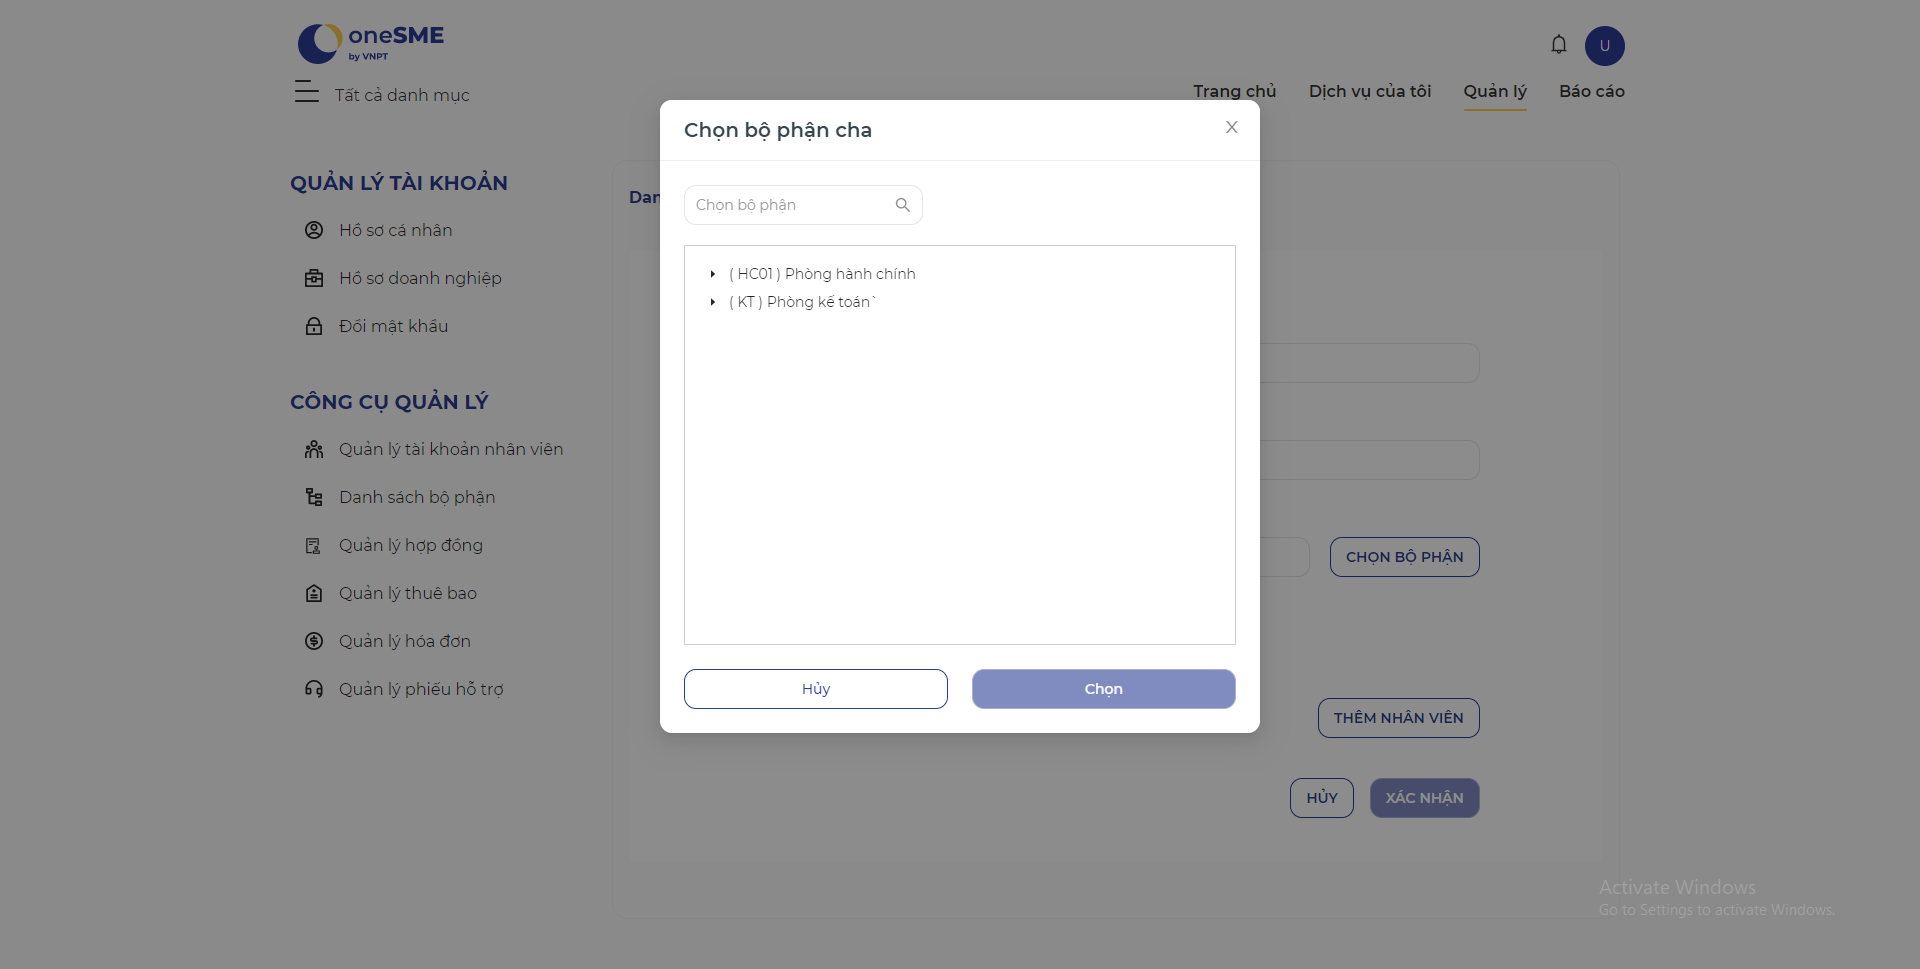 oneSME
by VNPT
U
Tất cả danh mục
Trang chủ
Dịch vụ của tôi
Quản lý
Báo cáo
Chọn bộ phận cha
X
QUẢN LÝ TÀI KHOẢN
Hồ sơ cá nhân
Hồ sơ doanh nghiệp
Đổi mật khẩu
CÔNG CỤ QUẢN LÝ
Quản lý tài khoản nhân viên
Danh sách bộ phận
Quản lý hợp đồng
Quản lý thuê bao
Quản lý hóa đơn
Quản lý phiếu hỗ trợ
Chọn bộ phận
( HC01 ) Phòng hành chính
( KT ) Phòng kế toán`
Hủy
Chọn
CHỌN BỘ PHẬN
THÊM NHÂN VIÊN
HỦY
XÁC NHẬN
Activate Windows
Go to Settings to activate Windows.